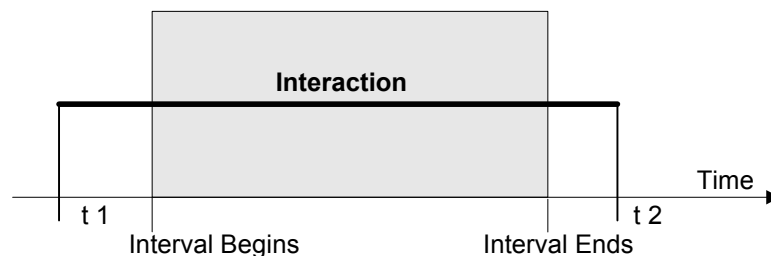 Interaction
Time
t 1
t 2
Interval Begins
Interval Ends